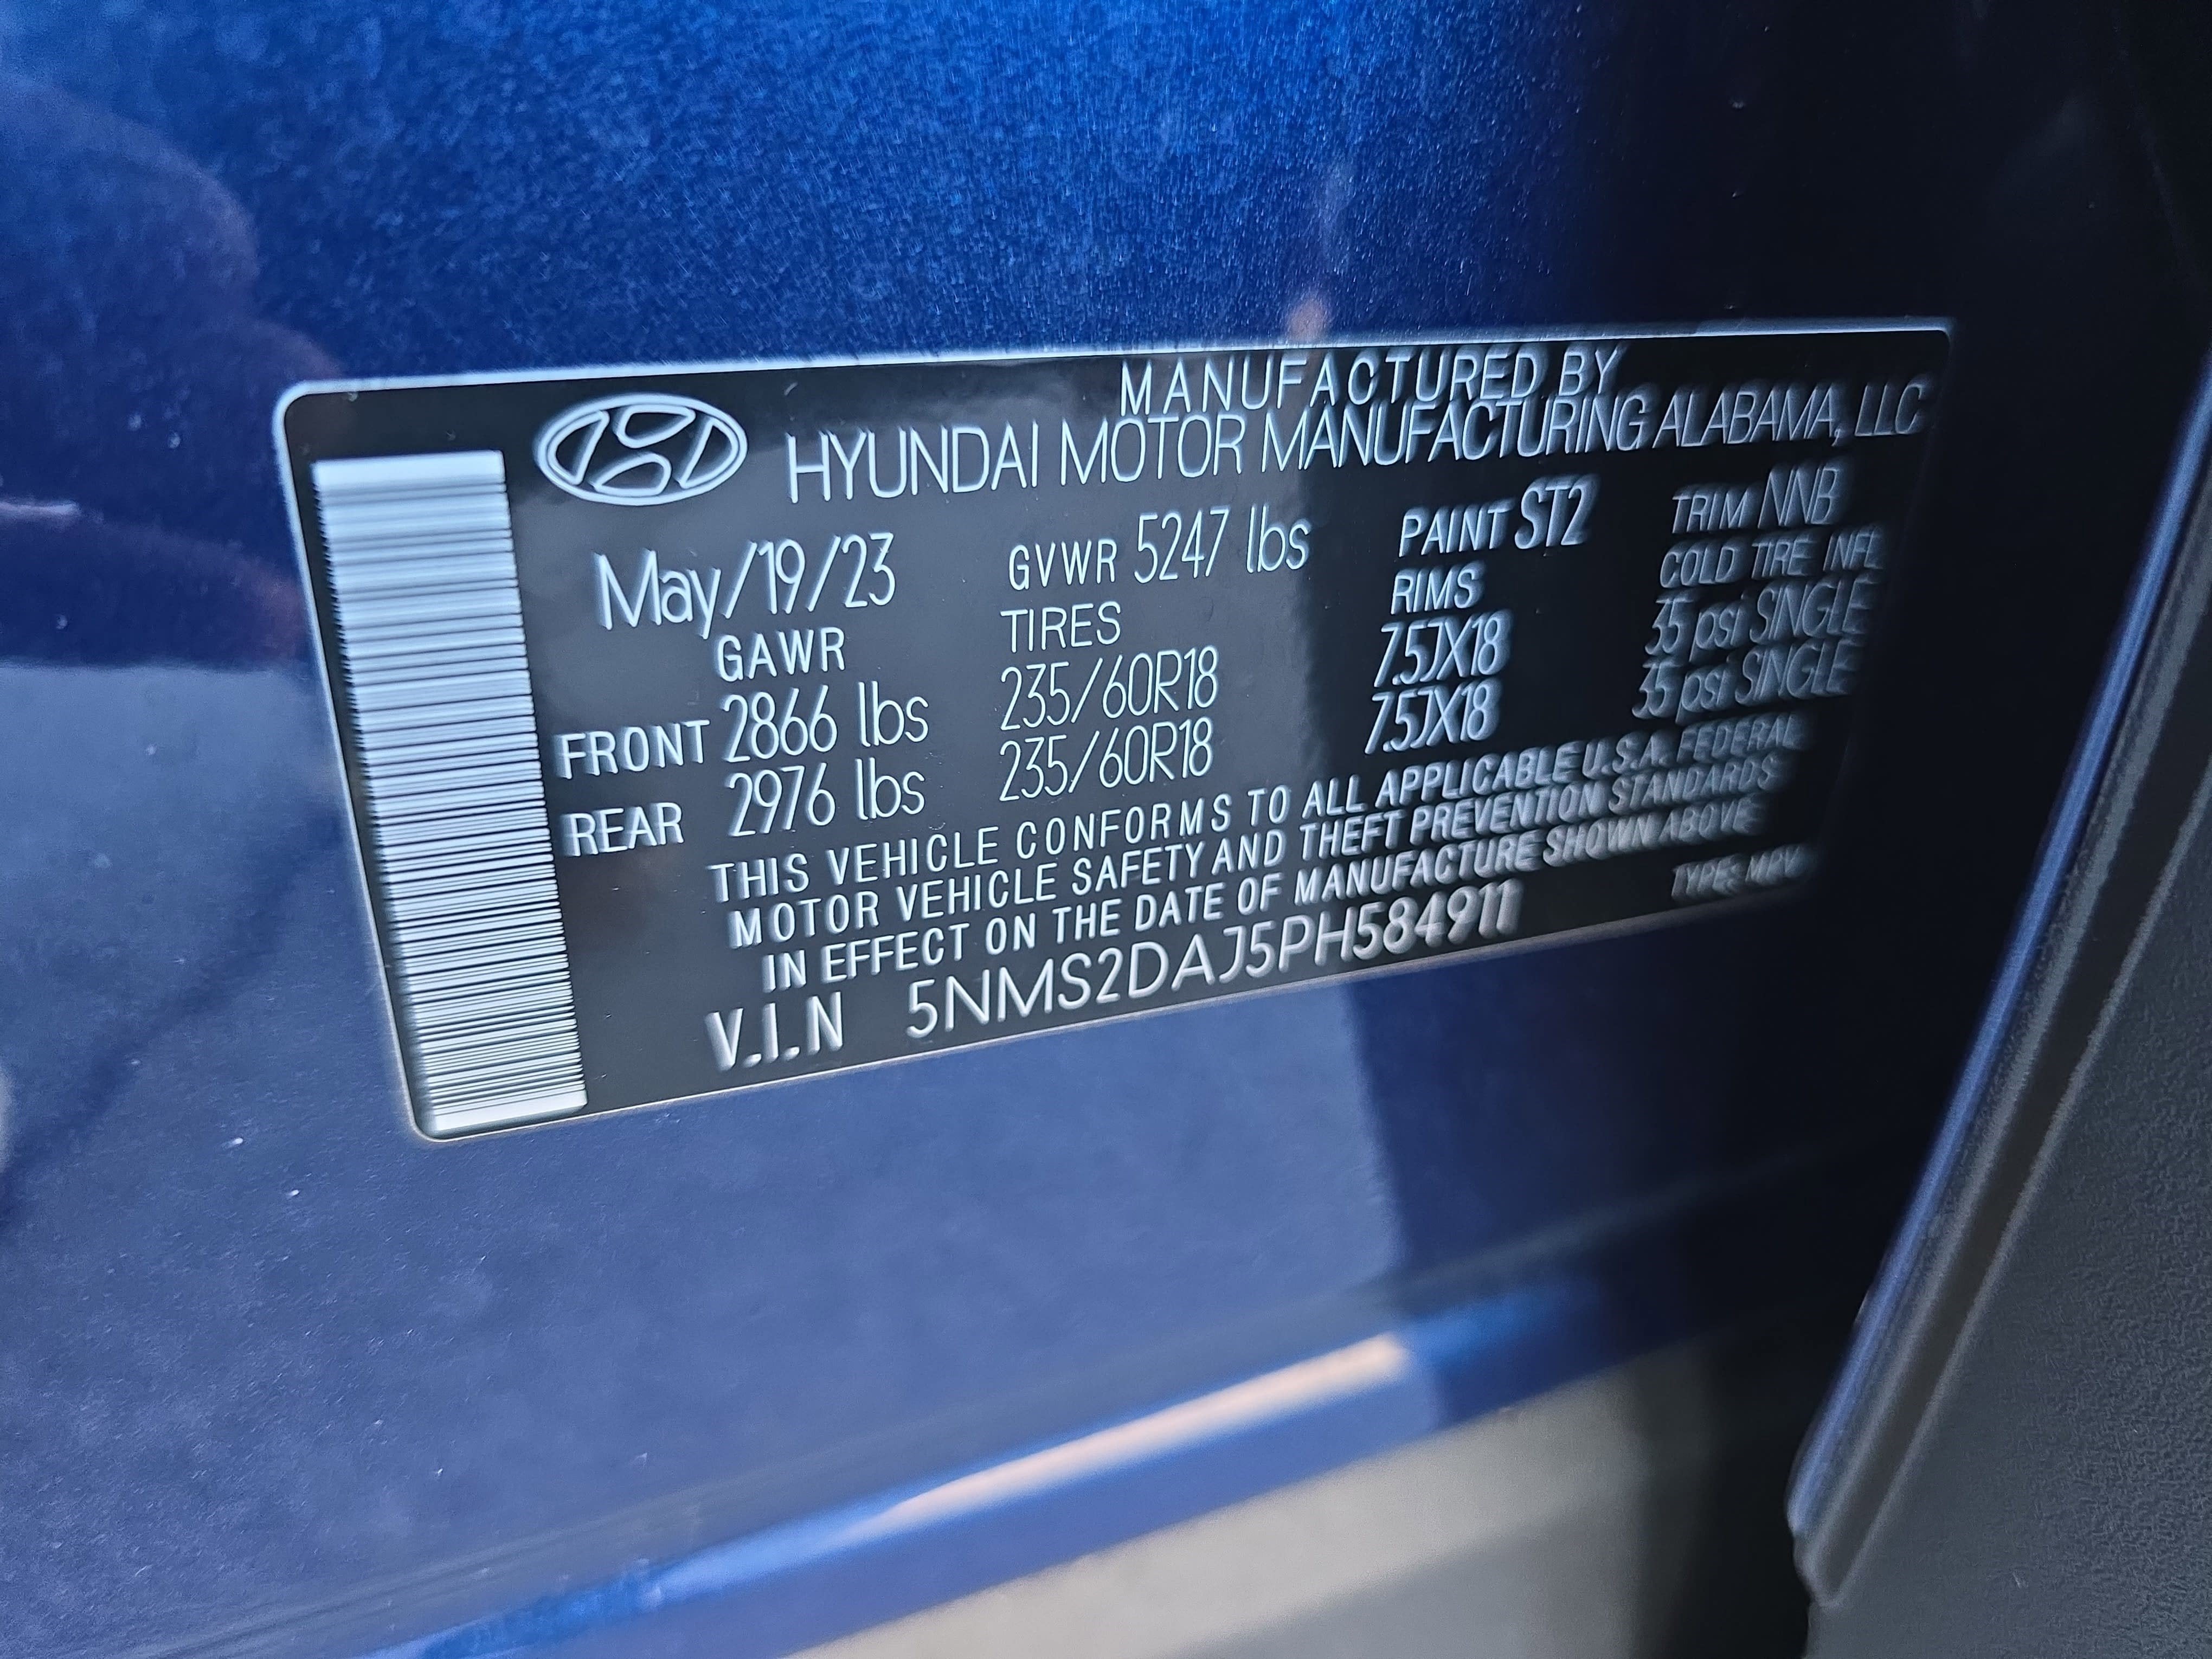 MANUFACTURED BY
HYUNDAI MOTOR MANUFACTURING ALABAMA, LLC
May/19/23 GVWR 5247 lbs PAINT ST2 TRIM NNB
GAWR TIRES RIMS COLD TIRE INFL
FRONT 2866 lbs 235/60R18 7.5JX18 35 psi SINGLE
REAR 2976 lbs 235/60R18 7.5JX18 35 psi SINGLE
THIS VEHICLE CONFORMS TO ALL APPLICABLE U.S.A. FEDERAL
MOTOR VEHICLE SAFETY AND THEFT PREVENTION STANDARDS
IN EFFECT ON THE DATE OF MANUFACTURE SHOWN ABOVE
V.I.N 5NMS2DAJ5PH584911 TYPE: MPV